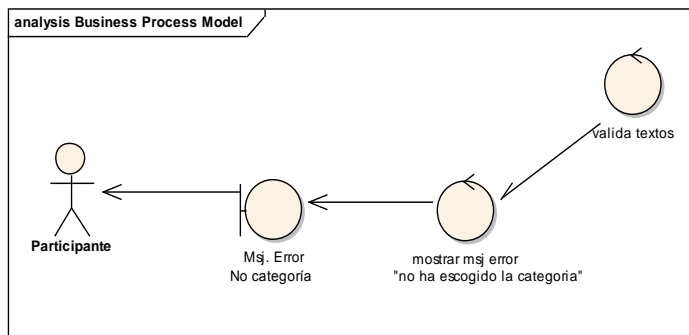 analysis Business Process Model
valida textos
Participante
Msj. Error
No categoría
mostrar msj error
"no ha escogido la categoria"